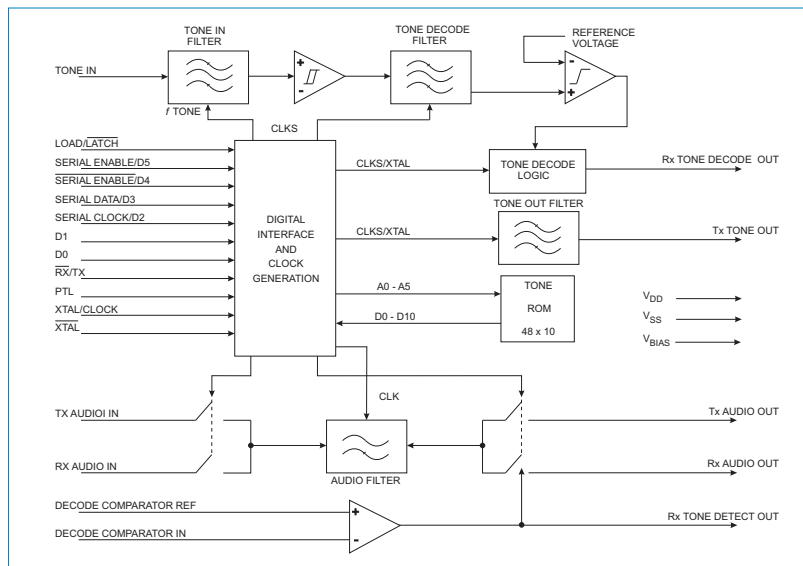 TONE IN
FILTER
TONE DECODE
FILTER
REFERENCE
VOLTAGE
TONE IN
+
-
-
+
f TONE
CLKS
LOAD/LATCH
SERIAL ENABLE/D5
SERIAL ENABLE/D4
SERIAL DATA/D3
SERIAL CLOCK/D2
D1
D0
RX/TX
PTL
XTAL/CLOCK
XTAL
DIGITAL
INTERFACE
AND
CLOCK
GENERATION
CLKS/XTAL
TONE DECODE
LOGIC
Rx TONE DECODE OUT
TONE OUT FILTER
CLKS/XTAL
Tx TONE OUT
A0 - A5
D0 - D10
TONE
ROM
48 x 10
VDD
VSS
VBIAS
CLK
TX AUDIOI IN
RX AUDIO IN
AUDIO FILTER
Tx AUDIO OUT
Rx AUDIO OUT
DECODE COMPARATOR REF
DECODE COMPARATOR IN
+
-
Rx TONE DETECT OUT